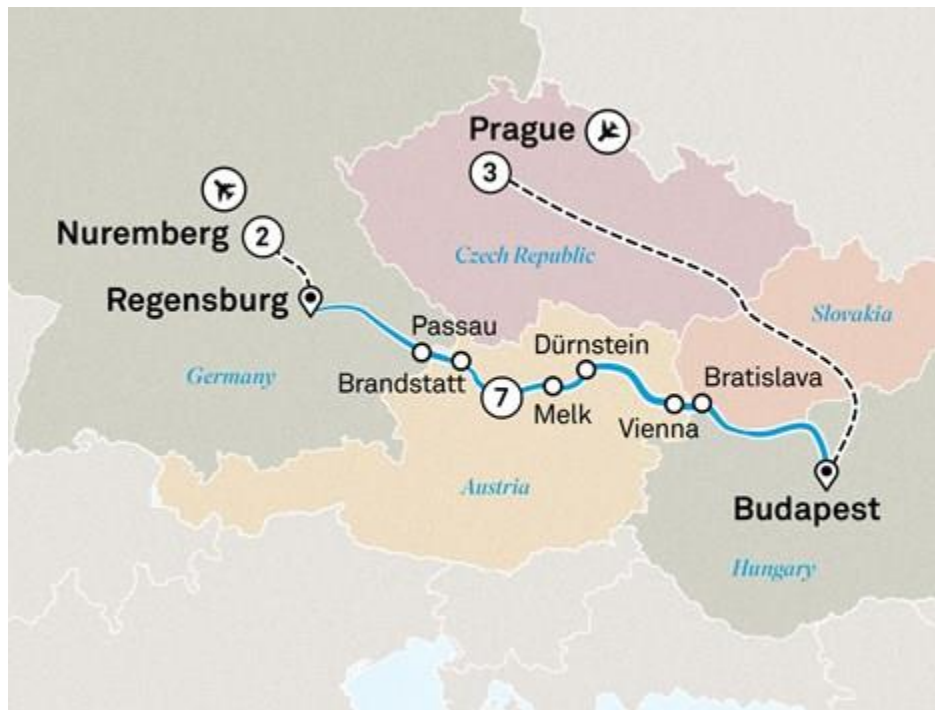 Prague
3
Nuremberg
2
Czech Republic
Regensburg
Slovakia
Passau
Dürnstein
Germany
Brandstatt
7
Melk
Bratislava
Vienna
Austria
Budapest
Hungary